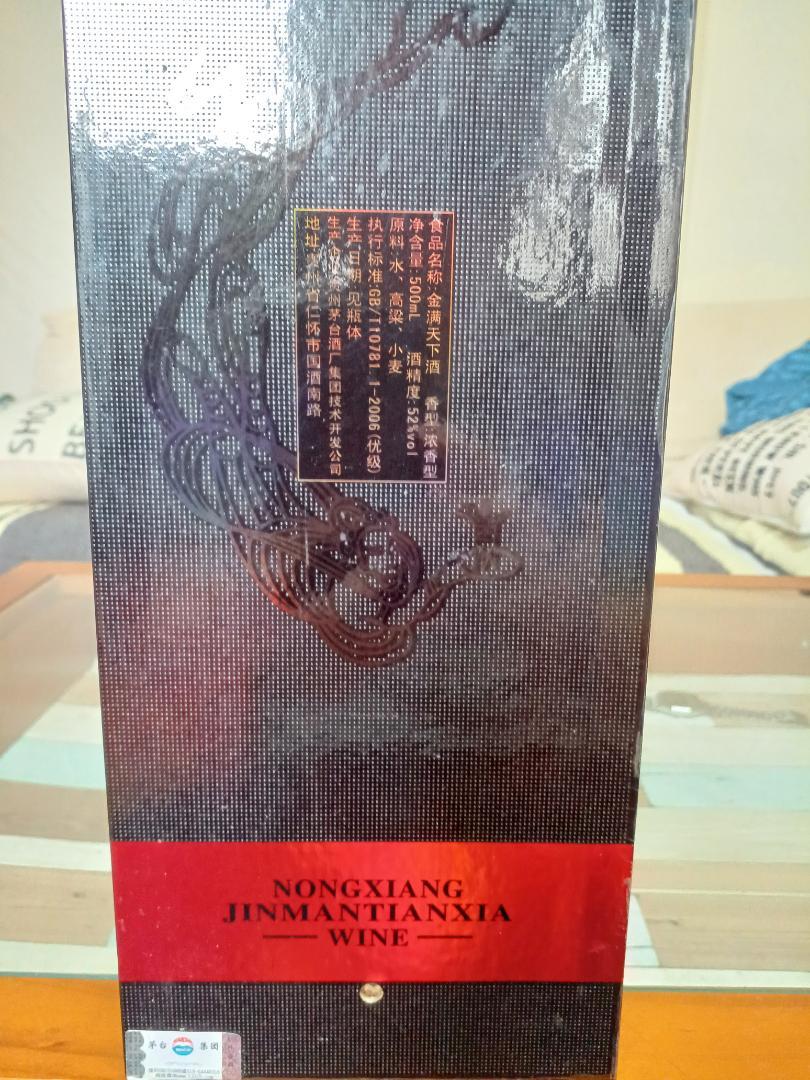 食品名称:金满天下酒 香型:浓香型
净含量:500mL 酒精度:52%vol
原料:水、高粱、小麦
执行标准:GB/T10781.1-2006(优级)
生产日期:见瓶体
生产 茅台酒厂集团技术开发公司
地址: 省仁怀市国酒南路
NONGXIANG
JINMANTIANXIA
WINE
茅台 集团
SHO
BE